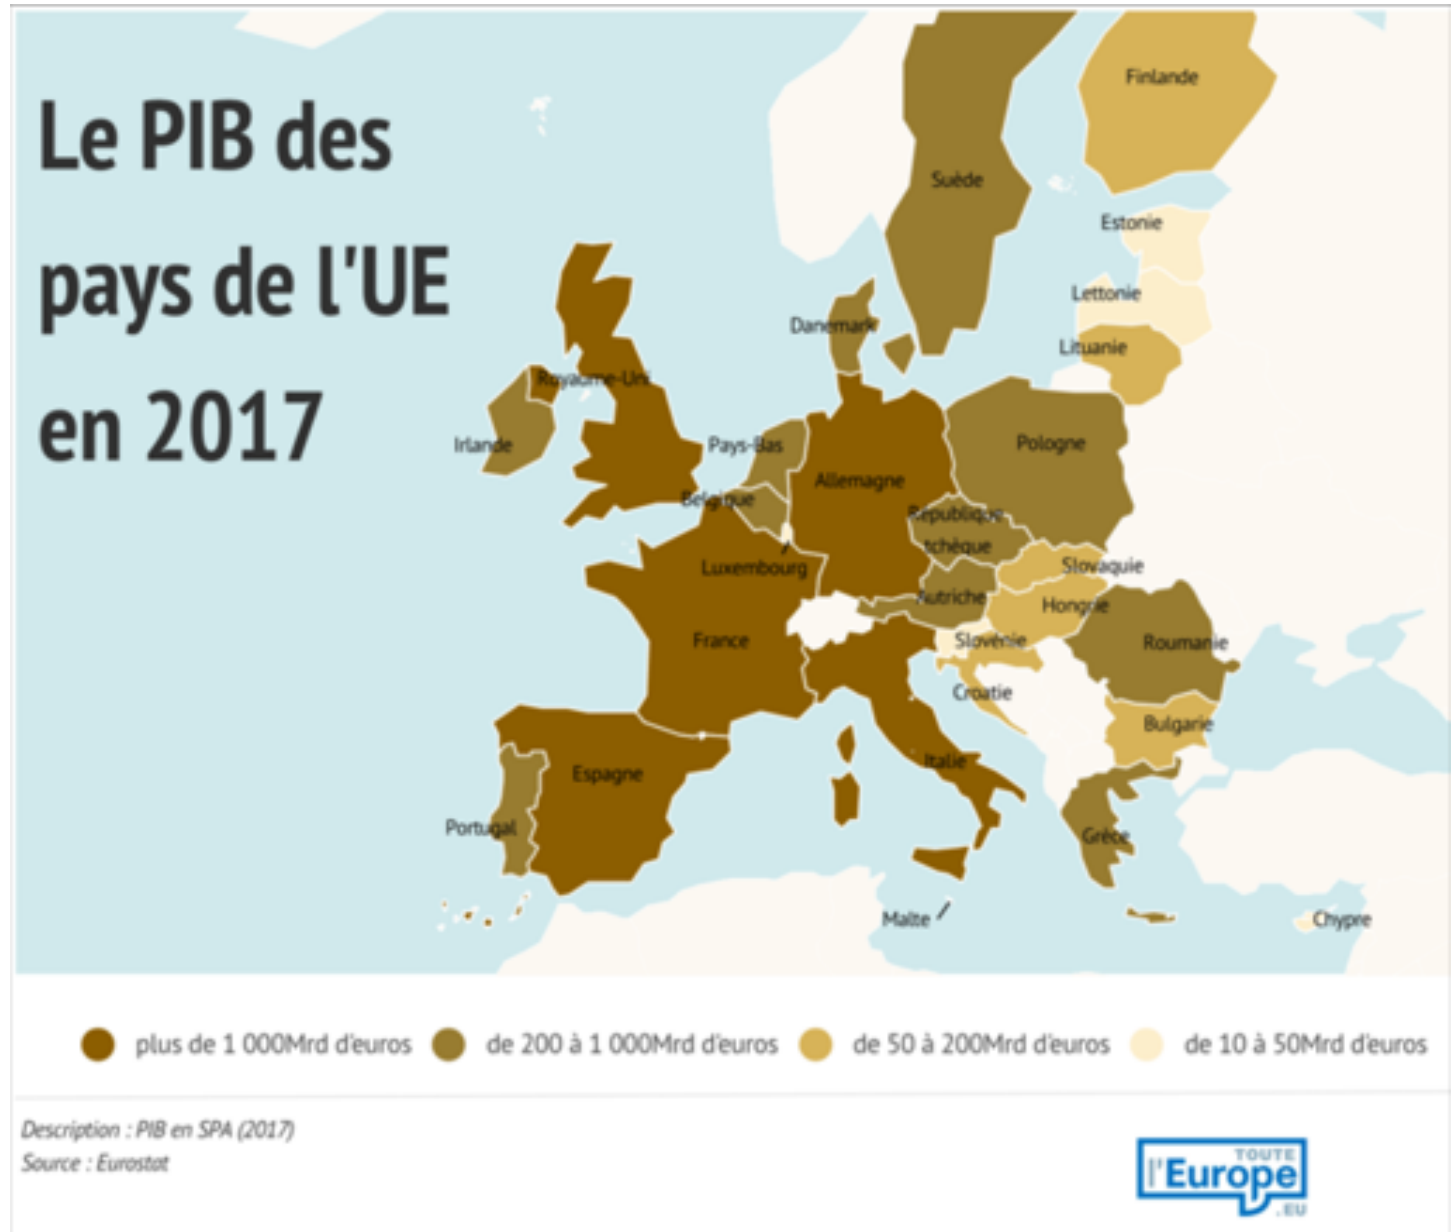 Le PIB des
pays de l'UE
en 2017
Finlande
Suède
Estonie
Lettonie
Danemark
Lituanie
Royaume-Uni
Irlande
Pays-Bas
Pologne
Allemagne
Belgique
République
tchèque
Luxembourg
Slovaquie
Autriche
Hongrie
France
Slovénie
Roumanie
Croatie
Bulgarie
Italie
Espagne
Portugal
Grèce
Malte
Chypre
plus de 1 000Mrd d'euros
de 200 à 1 000Mrd d'euros
de 50 à 200Mrd d'euros
de 10 à 50Mrd d'euros
Description : PIB en SPA (2017)
Source : Eurostat
TOUTE
l'Europe
.EU